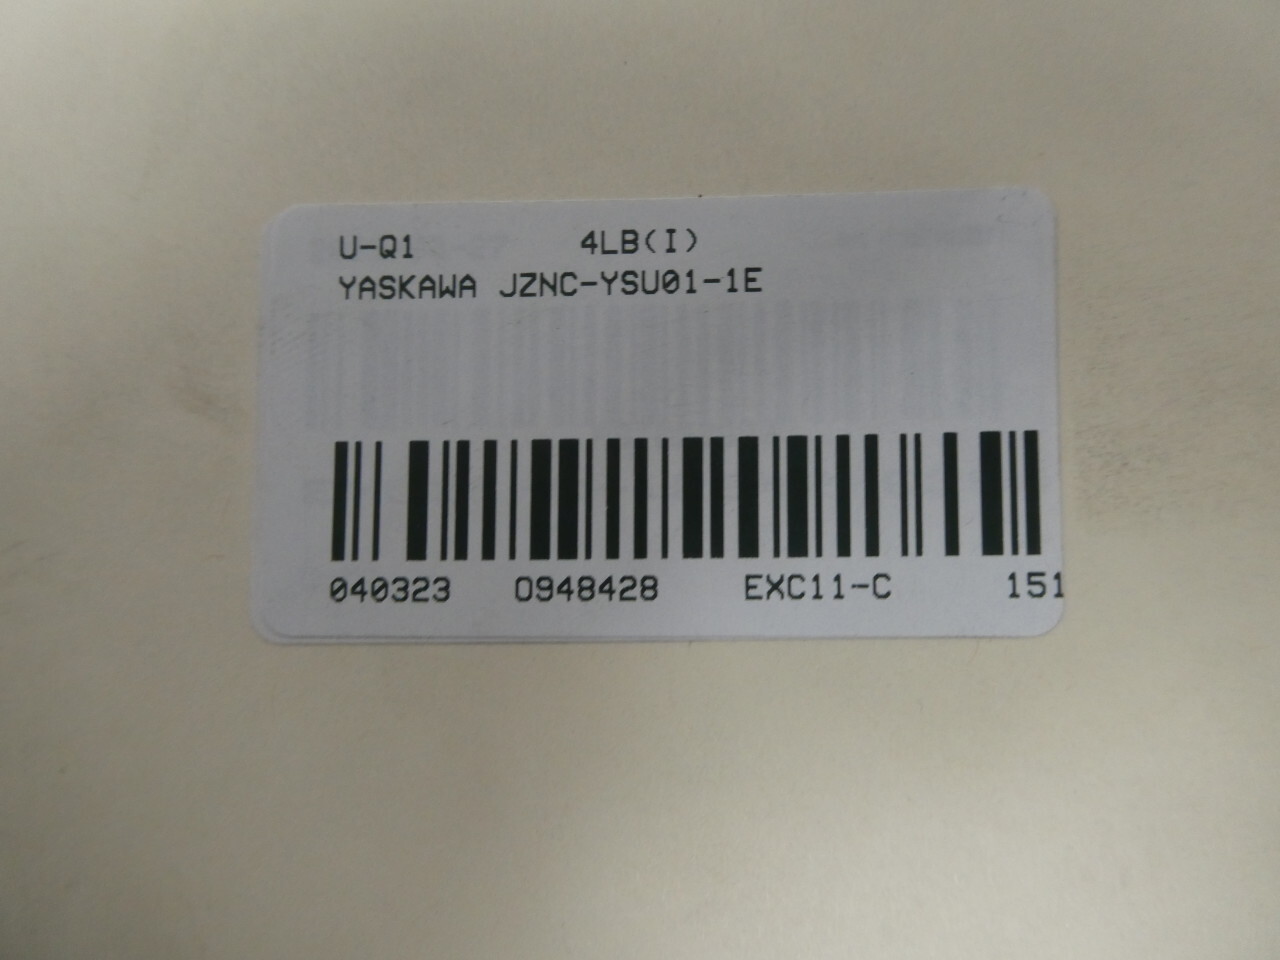 U-Q1 4LB(I)
YASKAWA JZNC-YSU01-1E
040323 0948428 EXC11-C 151